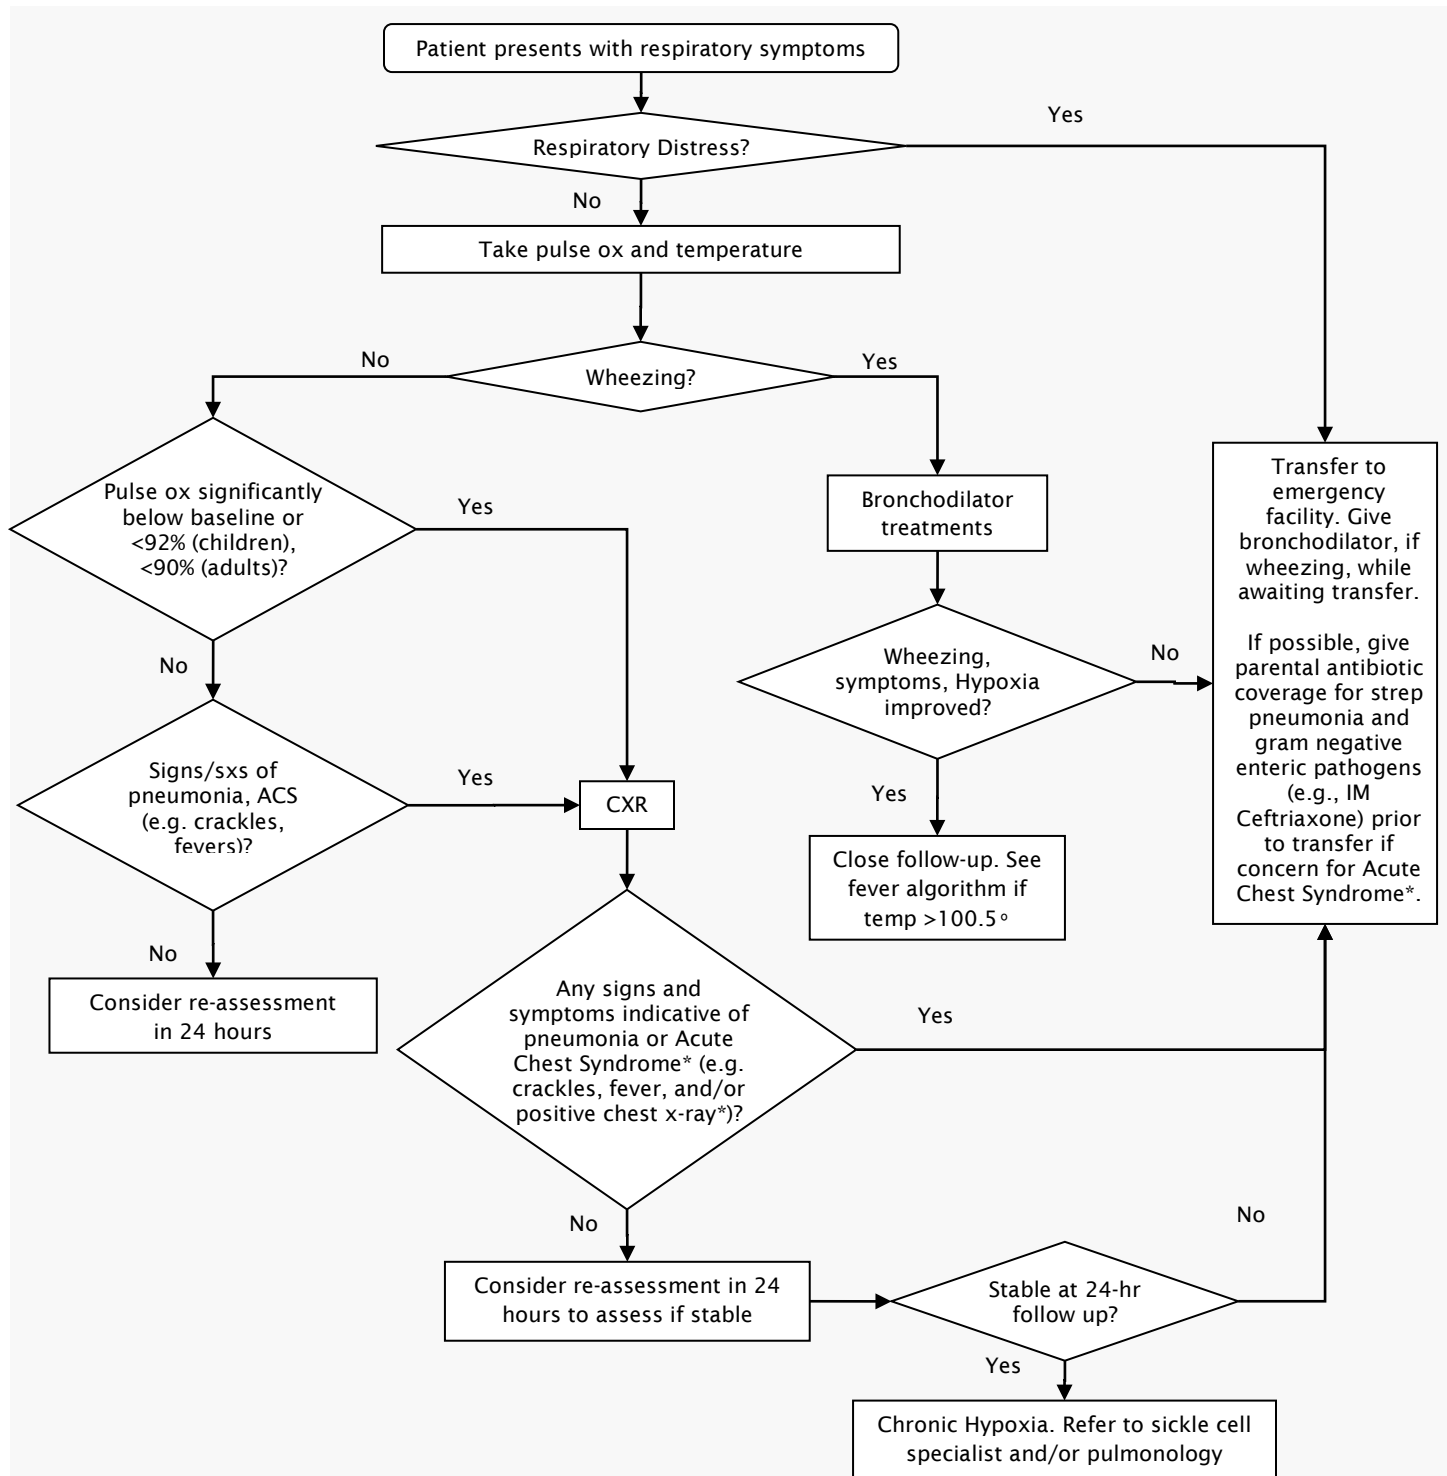 Patient presents with respiratory symptoms
Yes
Respiratory Distress?
No
Take pulse ox and temperature
No
Yes
Wheezing?
Pulse ox significantly
below baseline or
<92% (children),
<90% (adults)?
Yes
Bronchodilator
treatments
Transfer to
emergency
facility. Give
bronchodilator, if
wheezing, while
awaiting transfer.
If possible, give
parental antibiotic
coverage for strep
pneumonia and
gram negative
enteric pathogens
(e.g., IM
Ceftriaxone) prior
to transfer if
concern for Acute
Chest Syndrome*.
No
Wheezing,
symptoms, Hypoxia
improved?
No
Signs/sxs of
pneumonia, ACS
(e.g. crackles,
fevers)?
Yes
CXR
Yes
Close follow-up. See
fever algorithm if
temp >100.5°
No
Consider re-assessment
in 24 hours
Any signs and
symptoms indicative of
pneumonia or Acute
Chest Syndrome* (e.g.
crackles, fever, and/or
positive chest x-ray*)?
Yes
No
No
Consider re-assessment in 24
hours to assess if stable
Stable at 24-hr
follow up?
Yes
Chronic Hypoxia. Refer to sickle cell
specialist and/or pulmonology